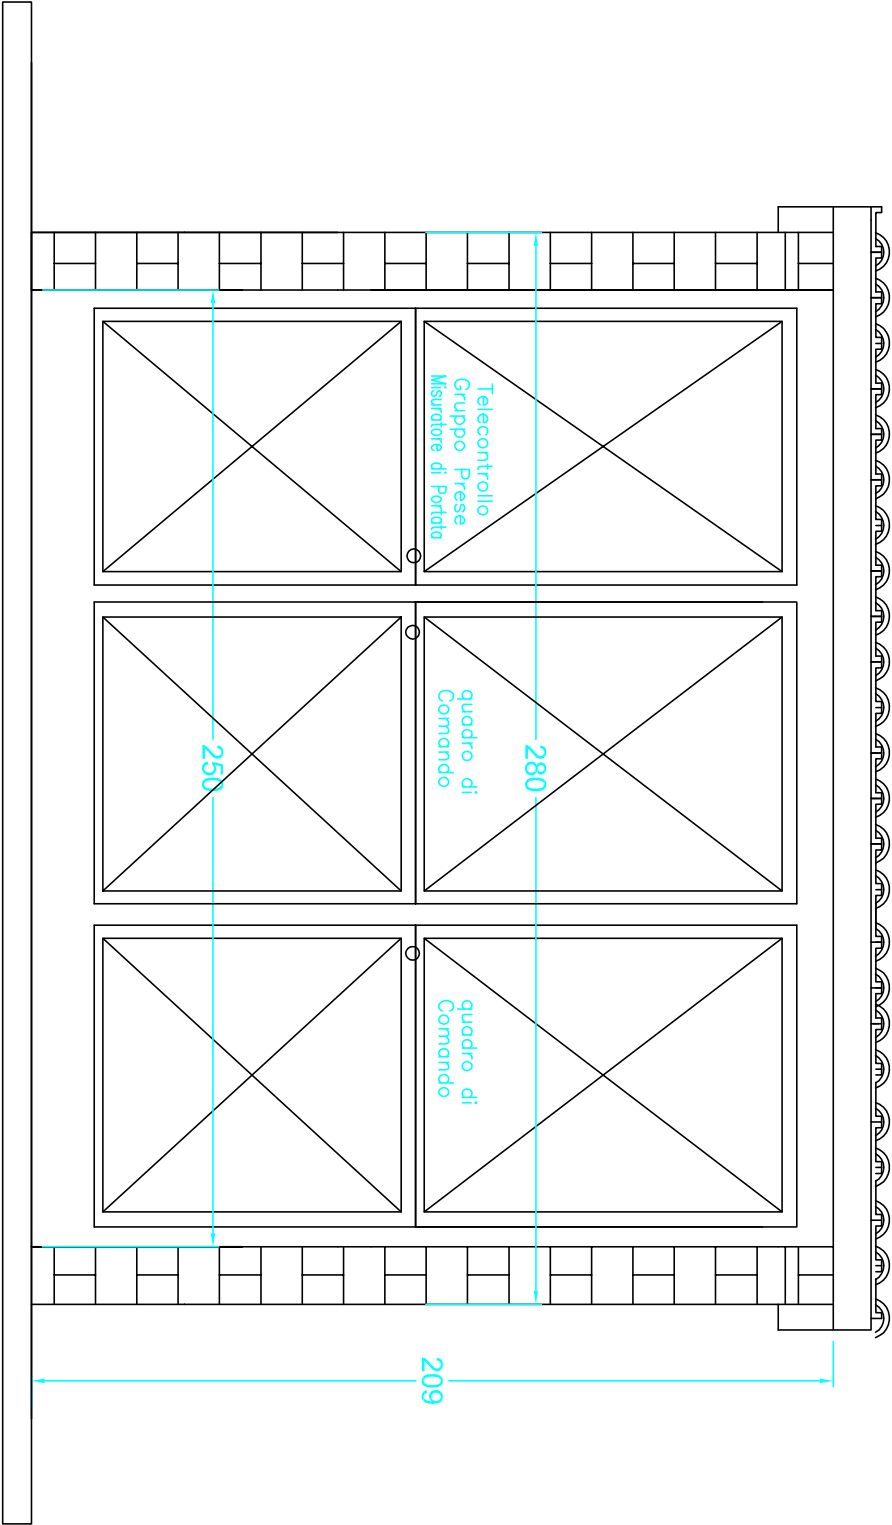 Telecontrollo
Gruppo Prese
Misuratore di Portata
quadro di
Comando
quadro di
Comando
280
250
209